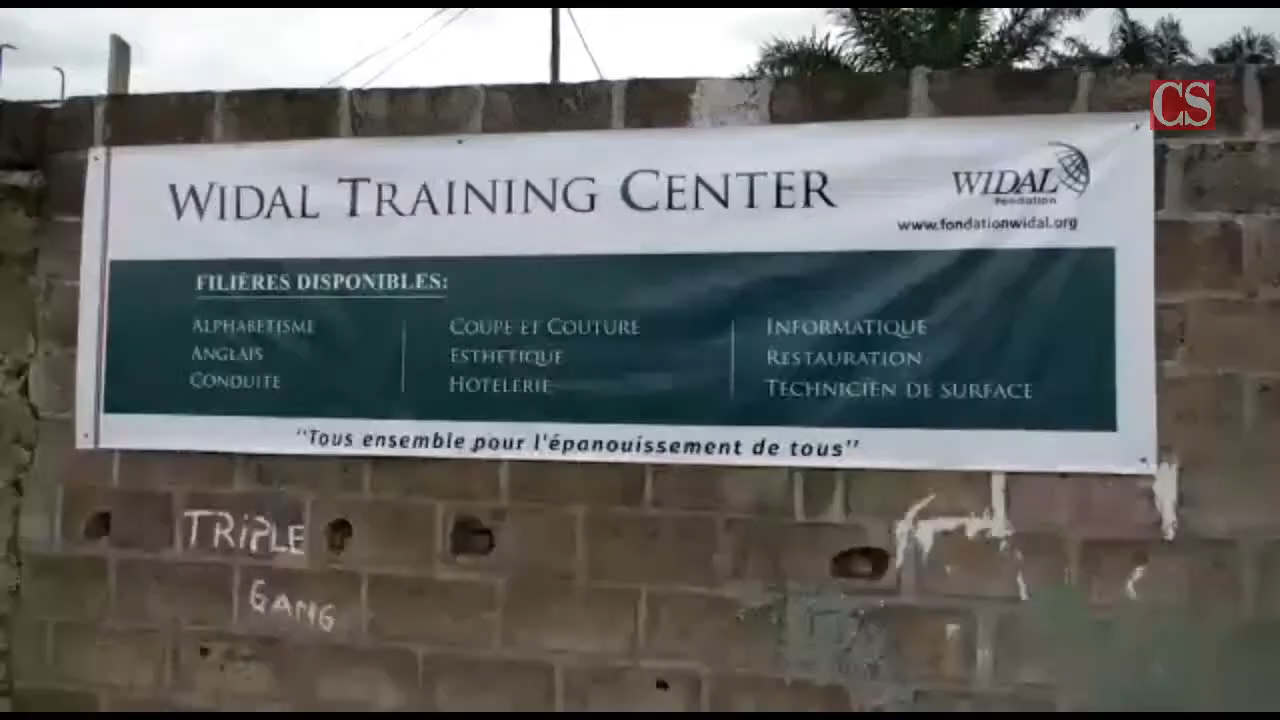 CS
WIDAL TRAINING CENTER
WIDAL
Fondation
www.fondationwidal.org
FILIÈRES DISPONIBLES:
ALPHABETISME
ANGLAIS
CONDUITE
COUPE ET COUTURE
ESTHETIQUE
HOTELERIE
INFORMATIQUE
RESTAURATION
TECHNICIEN DE SURFACE
"Tous ensemble pour l'épanouissement de tous"
TRIPLE
GANG